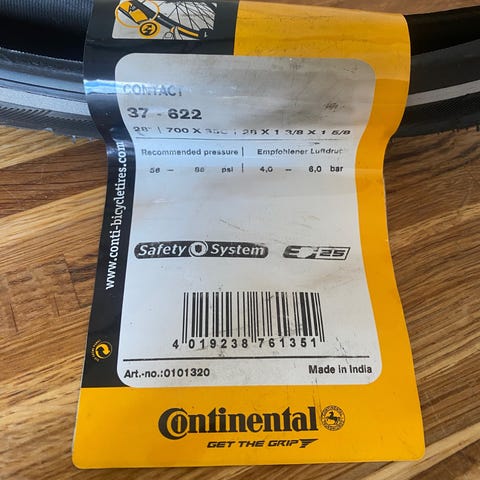 CONTACT
37 - 622
28" | 700 X 35C | 28 X 1 3/8 X 1 5/8
Recommended pressure | Empfohlener Luftdruck
56 - 85 psi | 4,0 - 6,0 bar
Safety System E-25
4 019238 761351
Art.-no.:0101320 Made in India
Continental
GET THE GRIP
www.conti-bicycletires.com